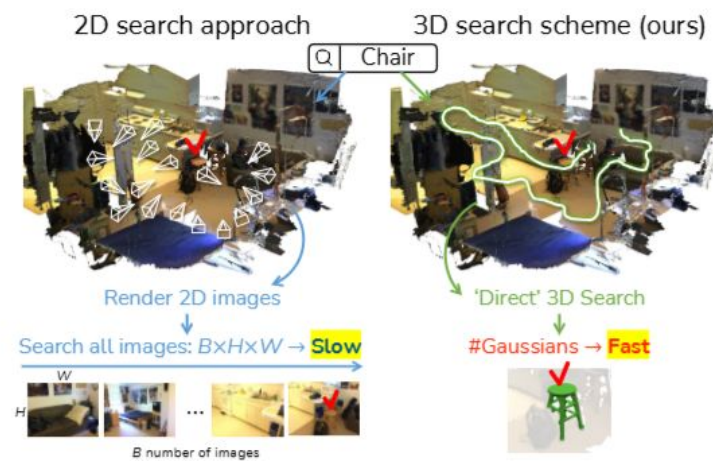 2D search approach
3D search scheme (ours)
Chair
Render 2D images
Search all images: B×H×W → Slow
W
H
...
B number of images
‘Direct’ 3D Search
#Gaussians → Fast